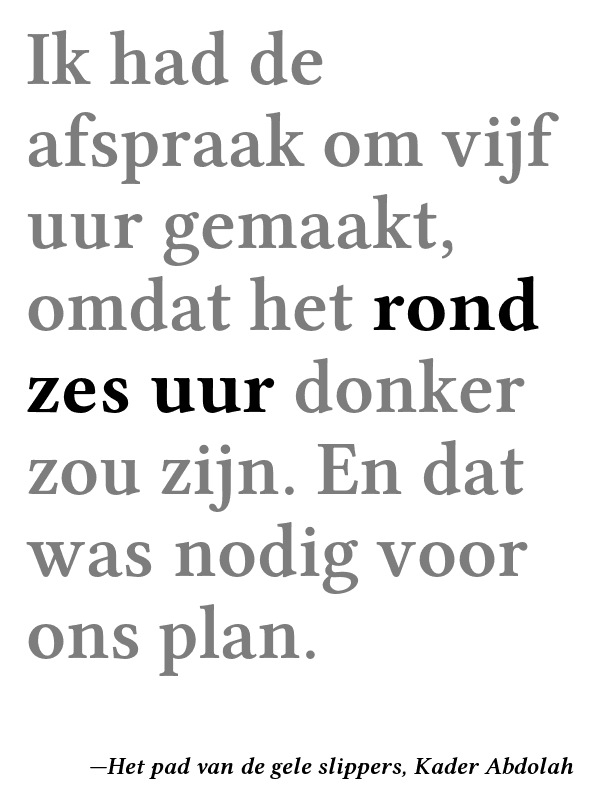 Ik had de
afspraak om vijf
uur gemaakt,
omdat het rond
zes uur donker
zou zijn. En dat
was nodig voor
ons plan.
—Het pad van de gele slippers, Kader Abdolah